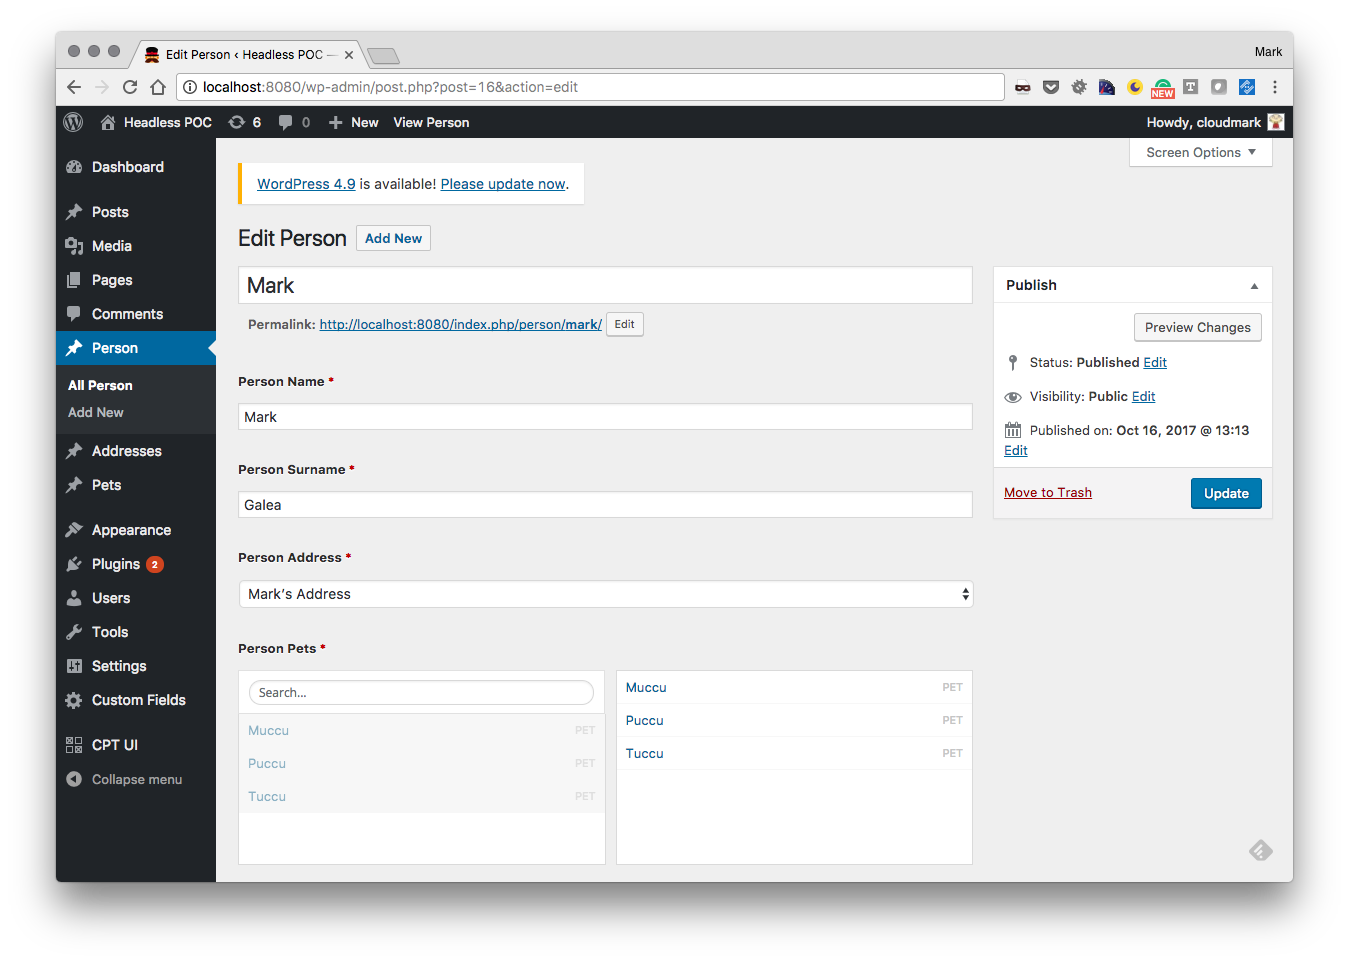 Edit Person ‹ Headless POC —
Mark
localhost:8080/wp-admin/post.php?post=16&action=edit
NEW
T
Headless POC 6 0 New View Person
Howdy, cloudmark
Screen Options
Dashboard
Posts
Media
Pages
Comments
Person
All Person
Add New
Addresses
Pets
Appearance
Plugins 2
Users
Tools
Settings
Custom Fields
CPT UI
Collapse menu
WordPress 4.9 is available! Please update now.
Edit Person Add New
Mark
Permalink: http://localhost:8080/index.php/person/mark/ Edit
Person Name *
Mark
Person Surname *
Galea
Person Address *
Mark's Address
Person Pets *
Search...
Muccu PET
Puccu PET
Tuccu PET
Muccu PET
Puccu PET
Tuccu PET
Publish
Preview Changes
Status: Published Edit
Visibility: Public Edit
Published on: Oct 16, 2017 @ 13:13
Edit
Move to Trash
Update